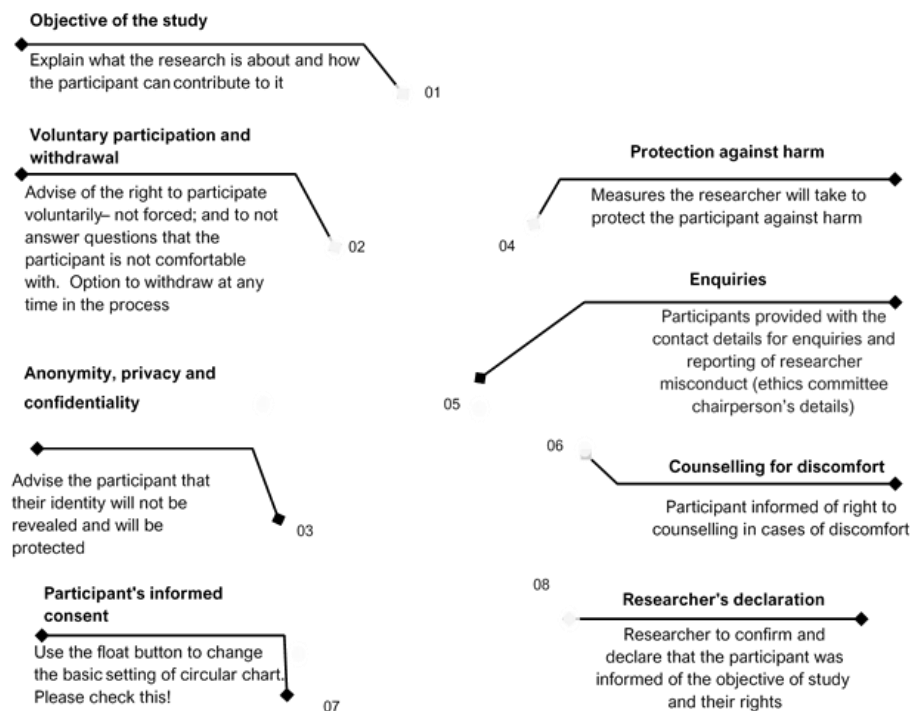 Objective of the study
Explain what the research is about and how
the participant can contribute to it
01
Voluntary participation and
withdrawal
Advise of the right to participate
voluntarily– not forced; and to not
answer questions that the
participant is not comfortable
with. Option to withdraw at any
time in the process
02
Anonymity, privacy and
confidentiality
Advise the participant that
their identity will not be
revealed and will be
protected
03
Protection against harm
Measures the researcher will take to
protect the participant against harm
04
Enquiries
Participants provided with the
contact details for enquiries and
reporting of researcher
misconduct (ethics committee
chairperson's details)
05
06
Counselling for discomfort
Participant informed of right to
counselling in cases of discomfort
Participant's informed
consent
Use the float button to change
the basic setting of circular chart.
Please check this!
07
08
Researcher's declaration
Researcher to confirm and
declare that the participant was
informed of the objective of study
and their rights